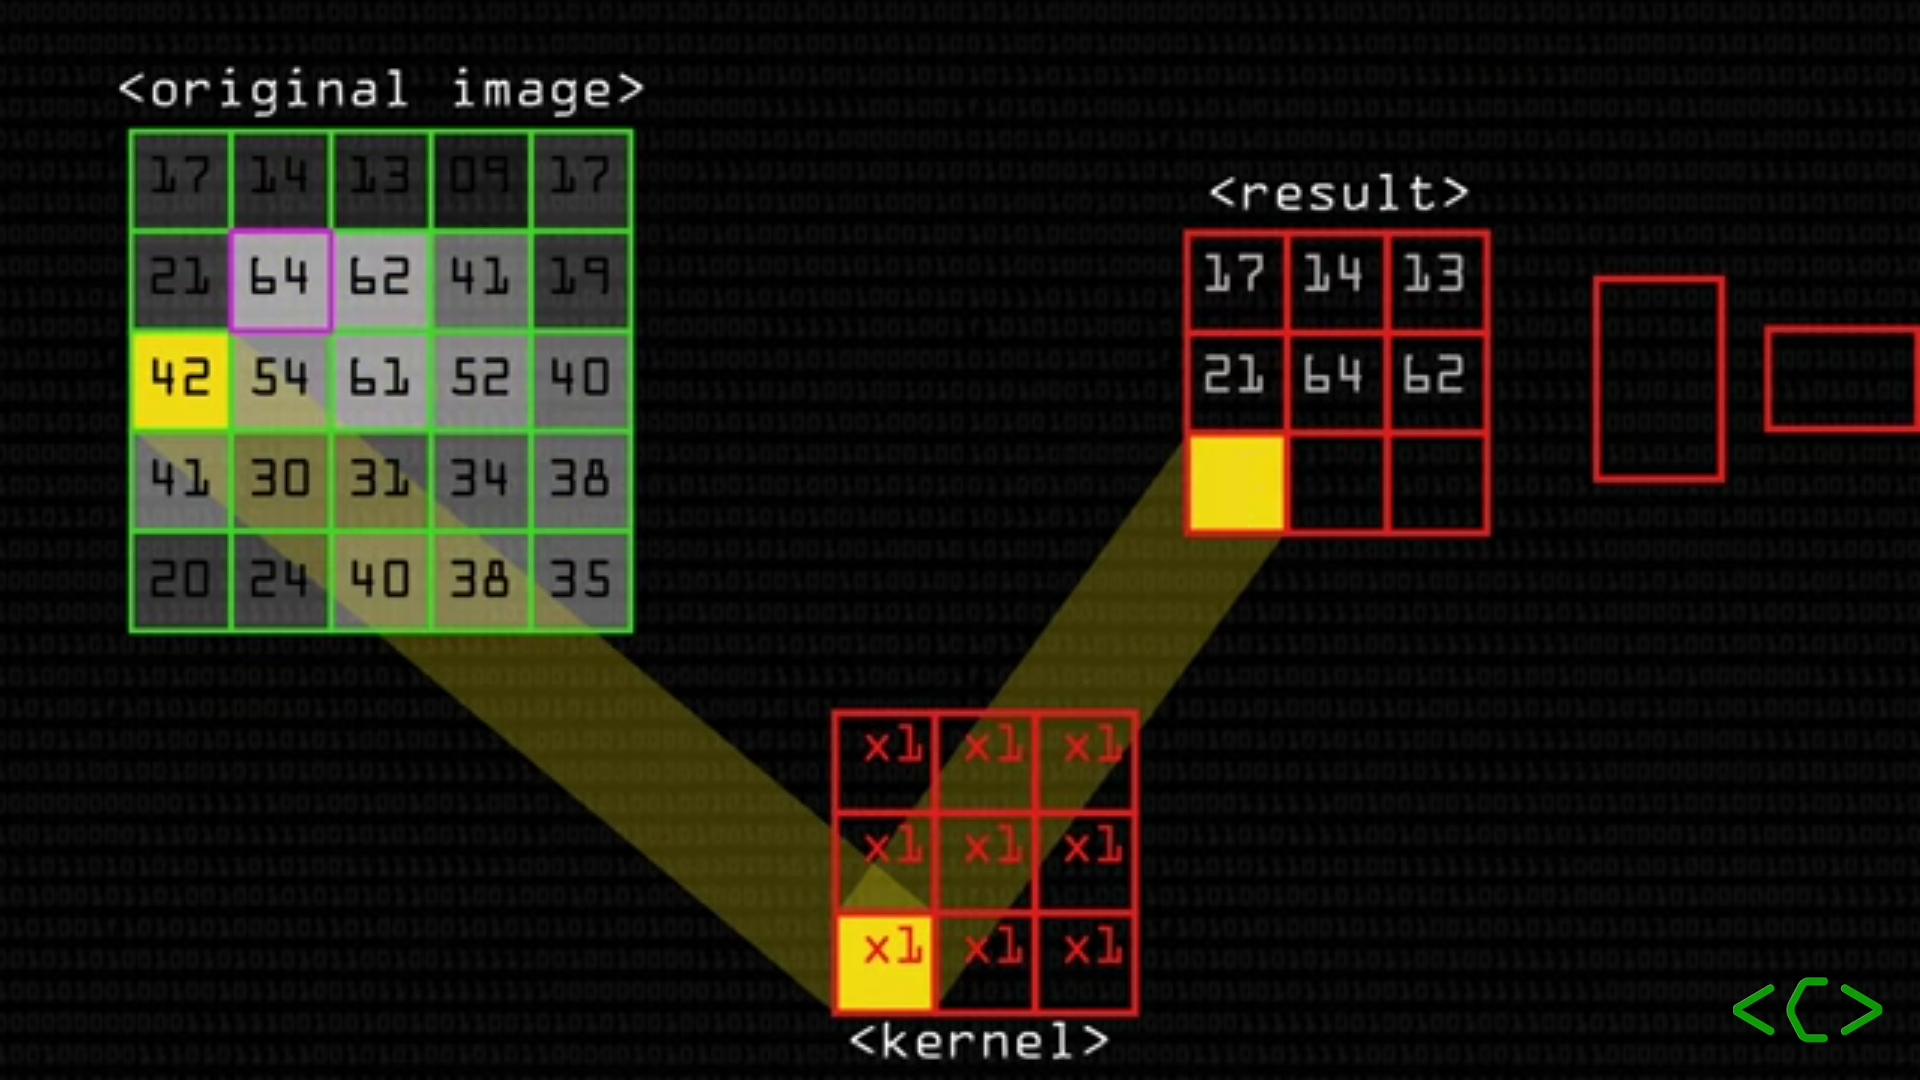 <original image>
17 14 13 09 17
21 64 62 41 19
42 54 61 52 40
41 30 31 34 38
20 24 40 38 35
<result>
17 14 13
21 64 62
x1 x1 x1
x1 x1 x1
x1 x1 x1
<kernel>
<C>